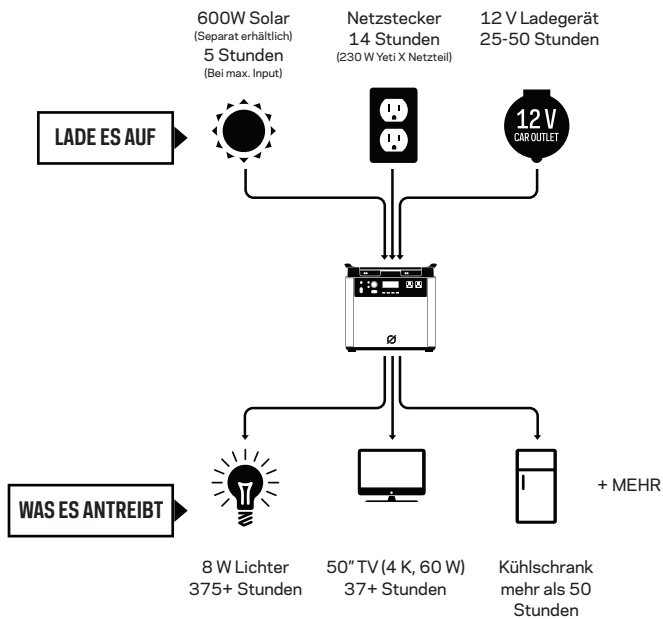 600W Solar
(Separat erhältlich)
5 Stunden
(Bei max. Input)
Netzstecker
14 Stunden
(230 W Yeti X Netzteil)
12 V Ladegerät
25-50 Stunden
LADE ES AUF
12 V
CAR OUTLET
WAS ES ANTREIBT
+ MEHR
8 W Lichter
375+ Stunden
50” TV (4 K, 60 W)
37+ Stunden
Kühlschrank
mehr als 50
Stunden